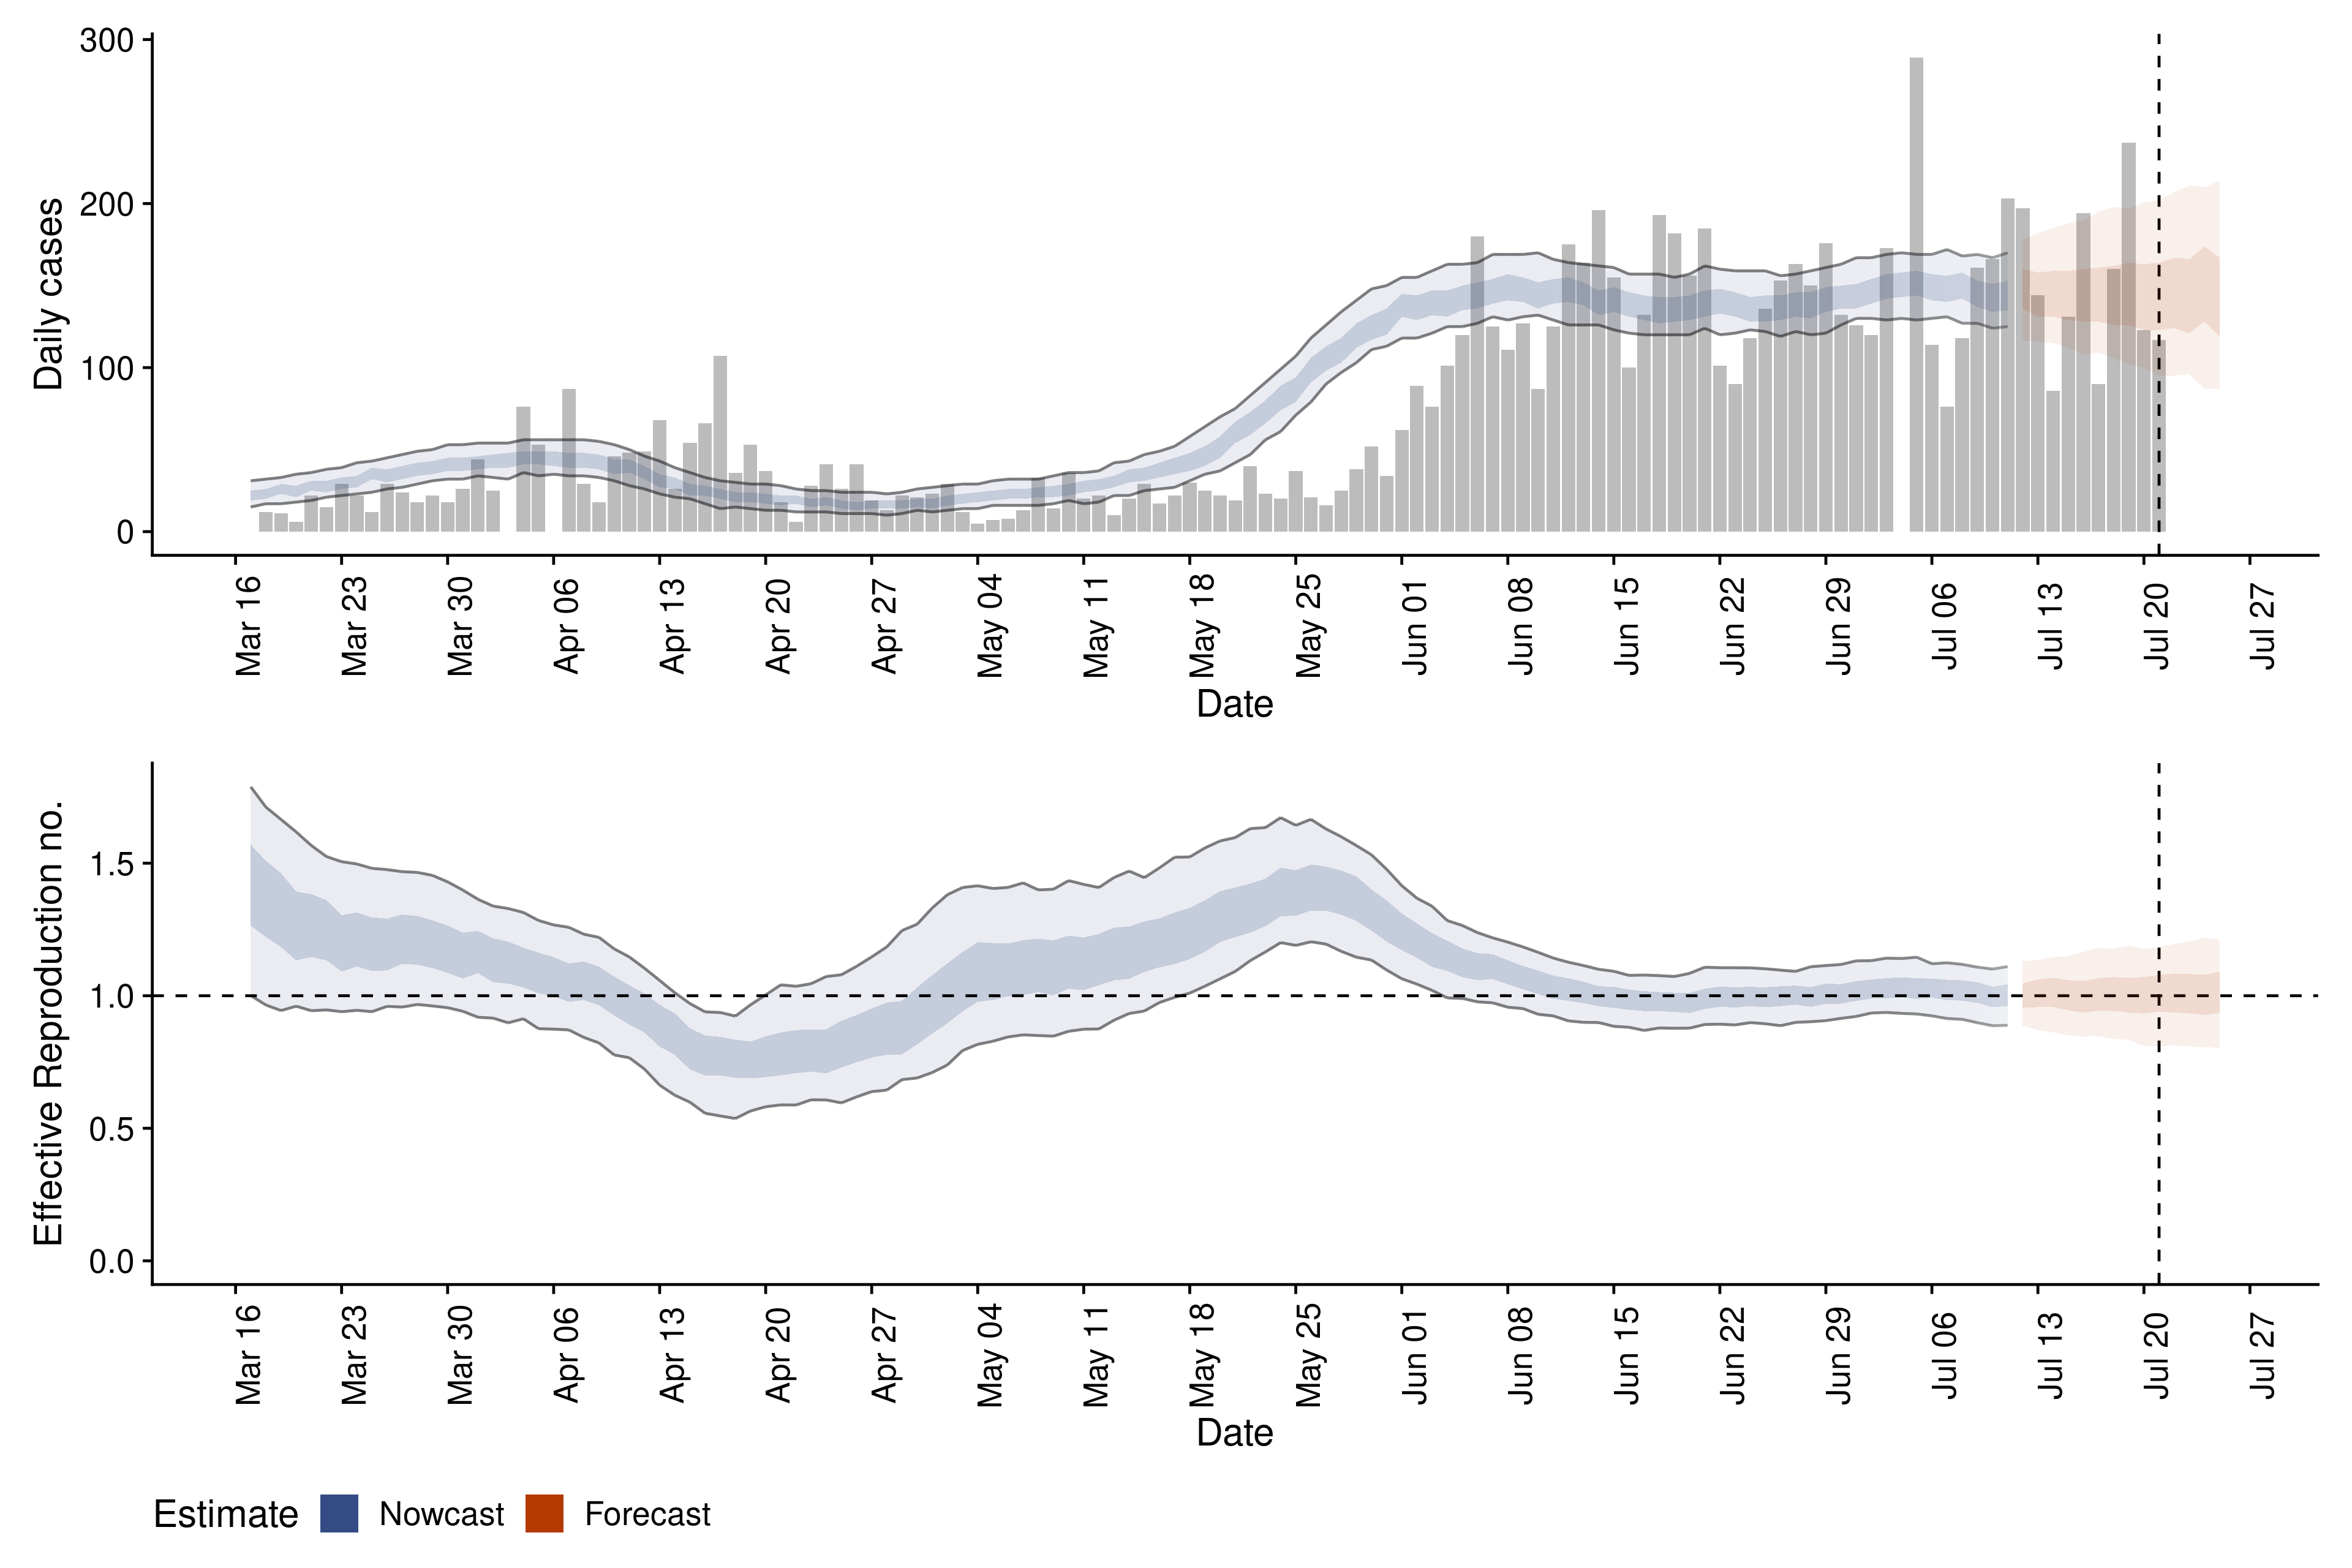 Daily cases
300
200
100
0
Mar 16
Mar 23
Mar 30
Apr 06
Apr 13
Apr 20
Apr 27
May 04
May 11
May 18
May 25
Jun 01
Jun 08
Jun 15
Jun 22
Jun 29
Jul 06
Jul 13
Jul 20
Jul 27
Date
Effective Reproduction no.
1.5
1.0
0.5
0.0
Mar 16
Mar 23
Mar 30
Apr 06
Apr 13
Apr 20
Apr 27
May 04
May 11
May 18
May 25
Jun 01
Jun 08
Jun 15
Jun 22
Jun 29
Jul 06
Jul 13
Jul 20
Jul 27
Date
Estimate Nowcast Forecast